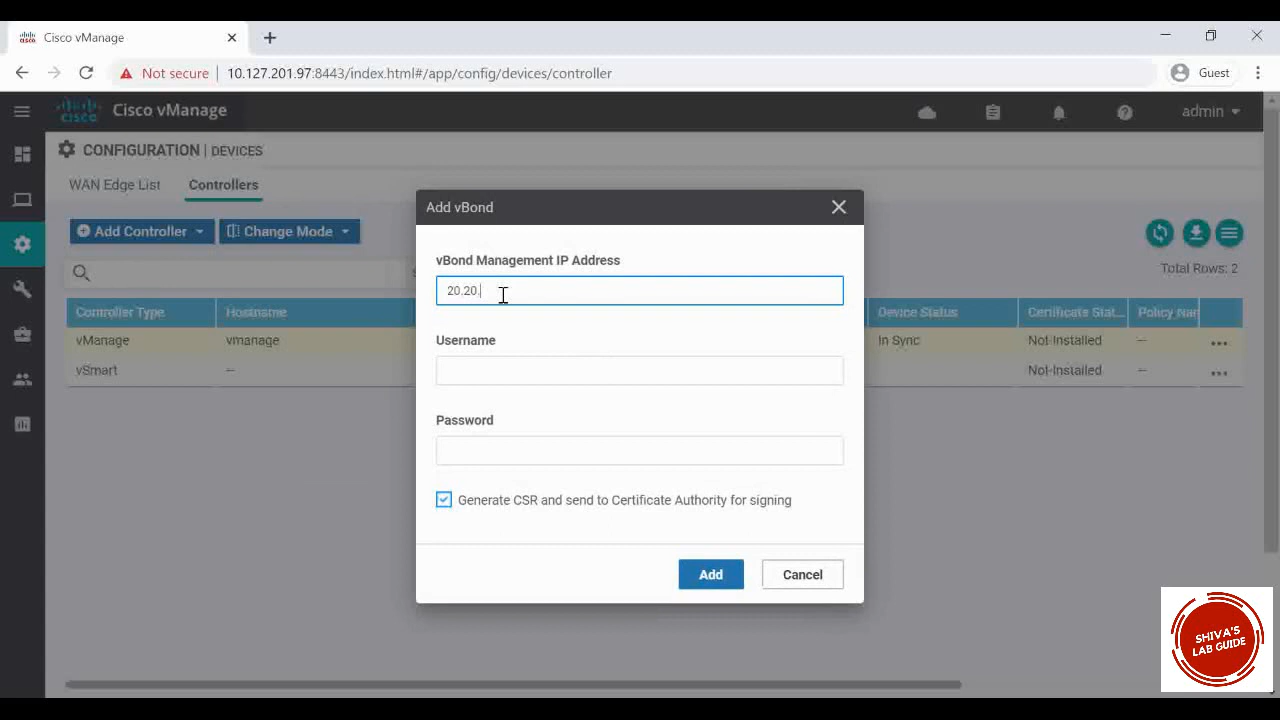 Cisco vManage
Not secure
10.127.201.97:8443/index.html#/app/config/devices/controller
Guest
CISCO
Cisco vManage
admin
CONFIGURATION | DEVICES
WAN Edge List
Controllers
Add Controller
Change Mode
Total Rows: 2
Controller Type
Hostname
Device Status
Certificate Stat...
Policy Nar
vManage
vmanage
In Sync
Not-Installed
--
vSmart
--
Not-Installed
--
Add vBond
vBond Management IP Address
20.20.
Username
Password
Generate CSR and send to Certificate Authority for signing
Add
Cancel
SHIVA'S
LAB GUIDE